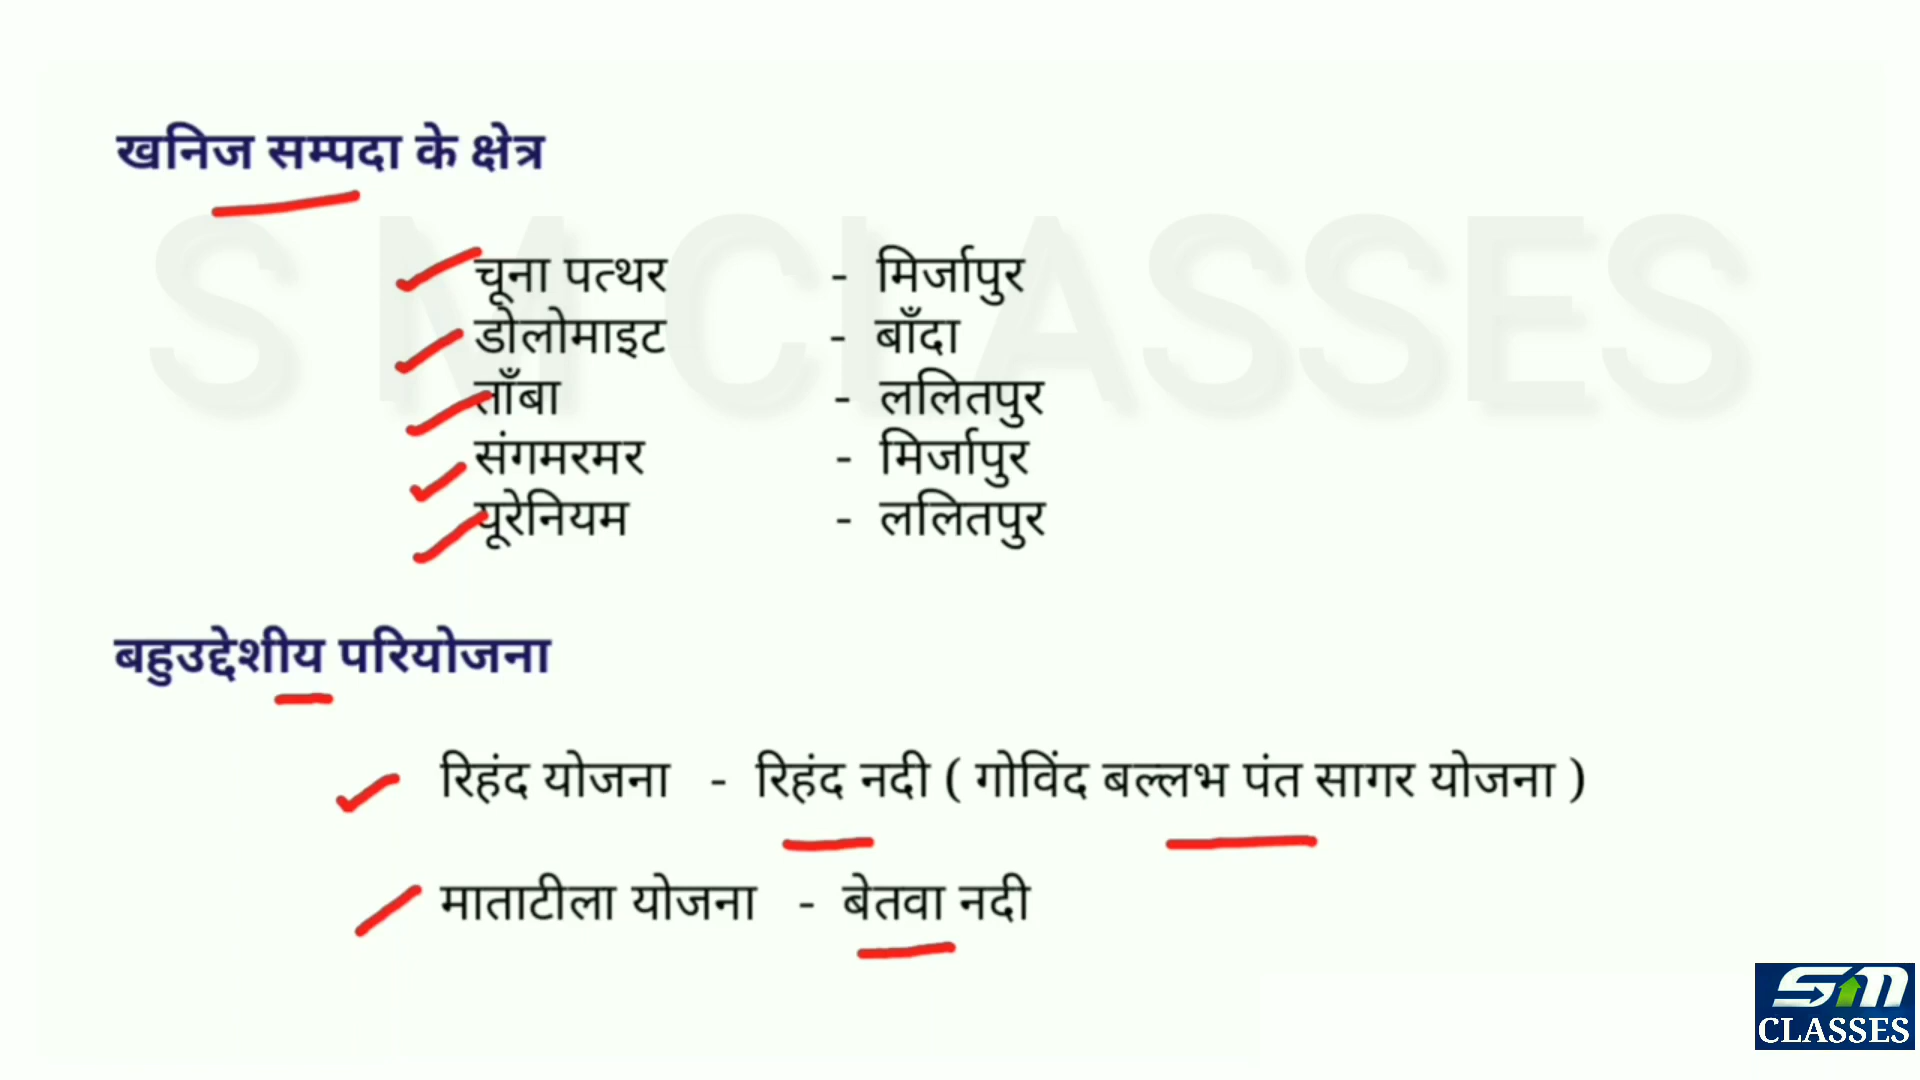 खनिज सम्पदा के क्षेत्र
S M CLASSES
चूना पत्थर - मिर्जापुर
डोलोमाइट - बाँदा
ताँबा - ललितपुर
संगमरमर - मिर्जापुर
यूरेनियम - ललितपुर
बहुउद्देशीय परियोजना
रिहंद योजना - रिहंद नदी ( गोविंद बल्लभ पंत सागर योजना )
माताटीला योजना - बेतवा नदी
SM
CLASSES